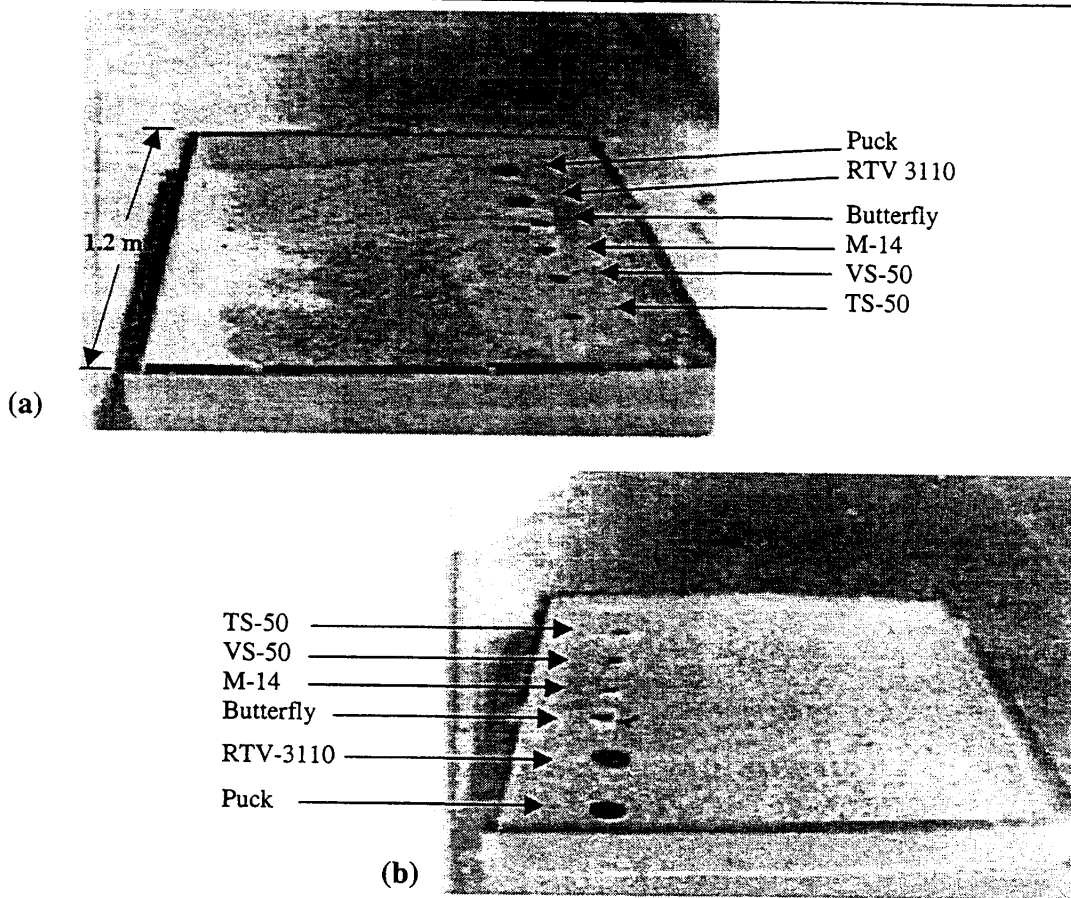 Puck
RTV 3110
Butterfly
M-14
VS-50
TS-50
1.2 m
(a)
TS-50
VS-50
M-14
Butterfly
RTV-3110
Puck
(b)